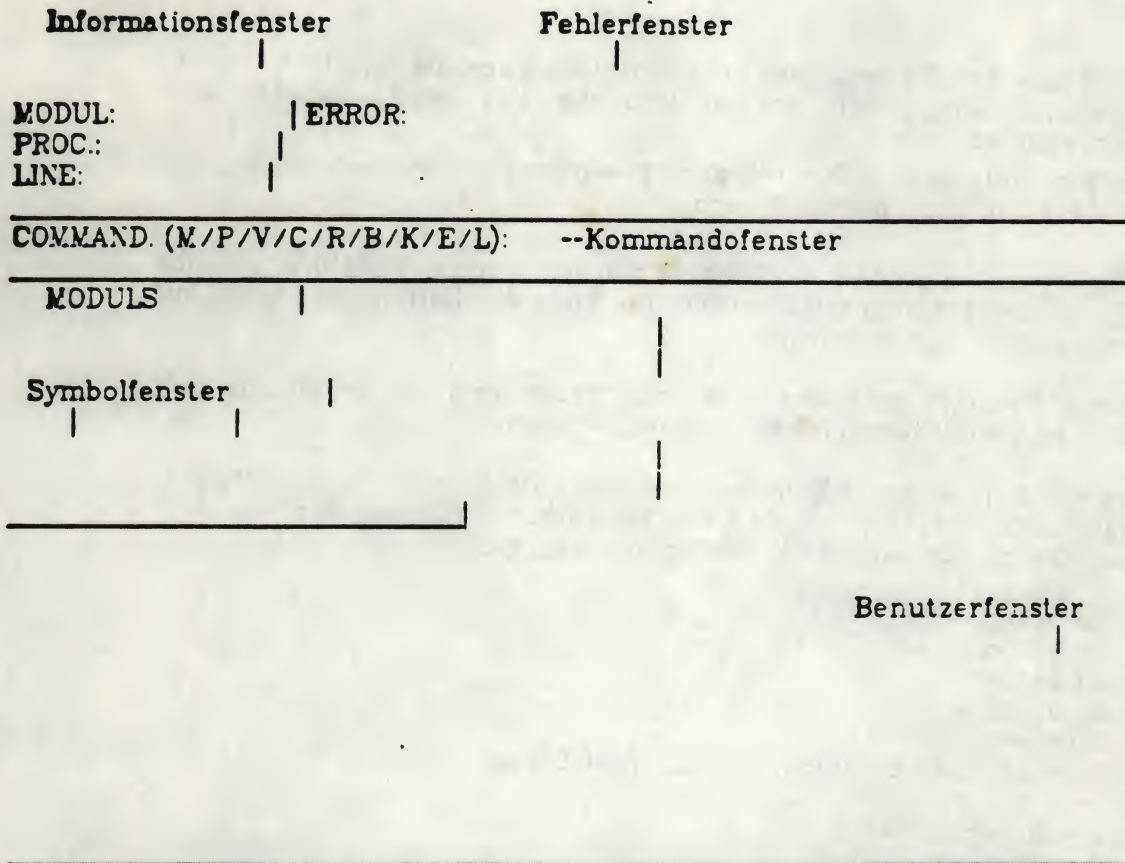 Informationsfenster Fehlerfenster
MODUL: | ERROR:
PROC.: |
LINE: |
COMMAND. (M/P/V/C/R/B/K/E/L): --Kommandofenster
MODULS |
Symbolfenster |
Benutzerfenster